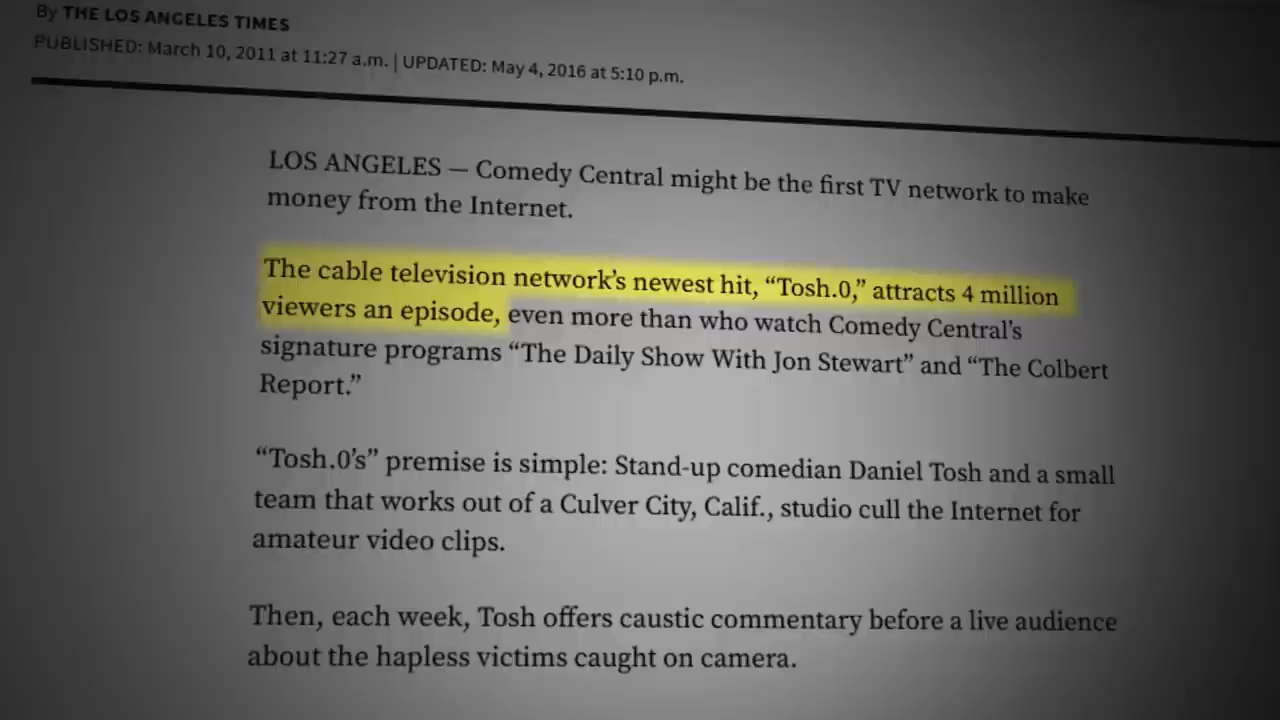 By THE LOS ANGELES TIMES
PUBLISHED: March 10, 2011 at 11:27 a.m. | UPDATED: May 4, 2016 at 5:10 p.m.
LOS ANGELES — Comedy Central might be the first TV network to make
money from the Internet.
The cable television network’s newest hit, “Tosh.0,” attracts 4 million
viewers an episode, even more than who watch Comedy Central’s
signature programs “The Daily Show With Jon Stewart” and “The Colbert
Report.”
“Tosh.0’s” premise is simple: Stand-up comedian Daniel Tosh and a small
team that works out of a Culver City, Calif., studio cull the Internet for
amateur video clips.
Then, each week, Tosh offers caustic commentary before a live audience
about the hapless victims caught on camera.